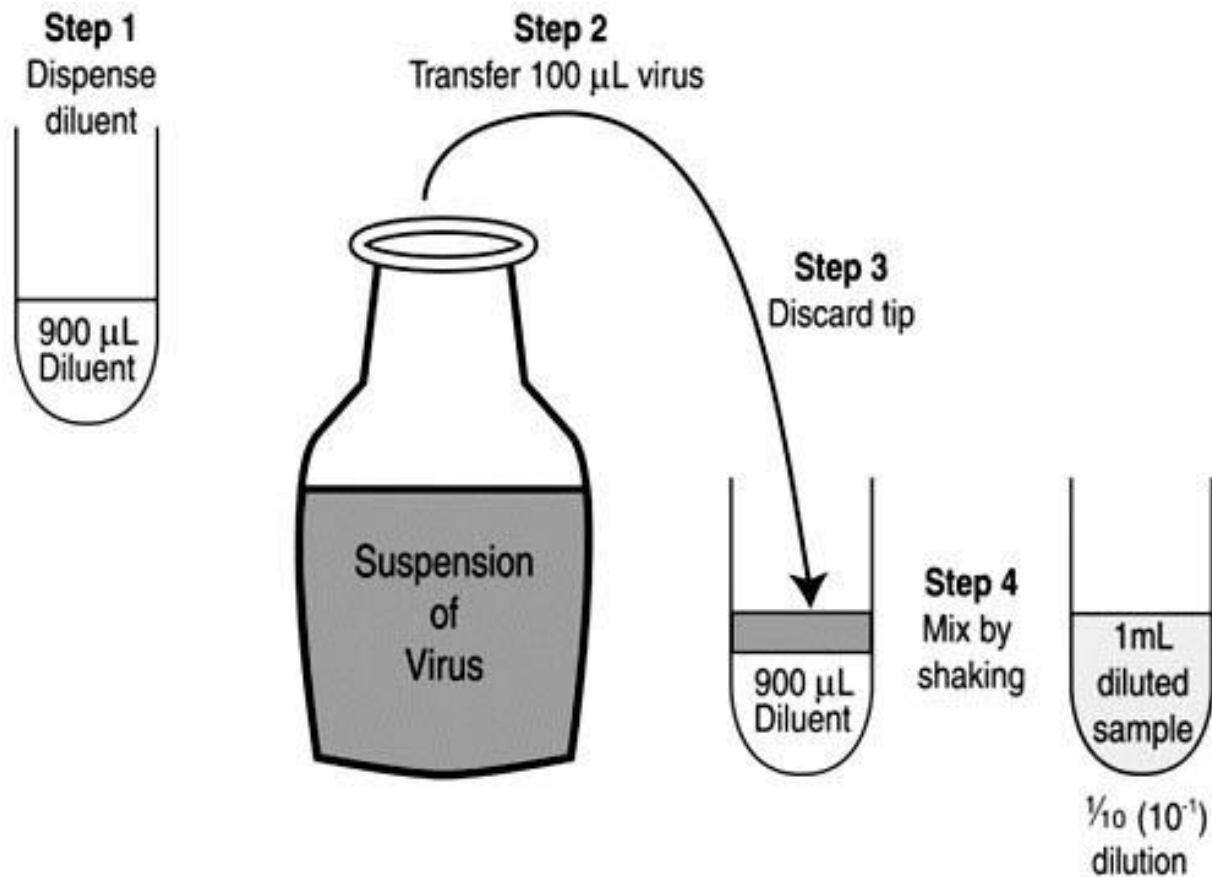 Step 1
Dispense
diluent
900 μL
Diluent
Step 2
Transfer 100 μL virus
Suspension
of
Virus
Step 3
Discard tip
900 μL
Diluent
Step 4
Mix by
shaking
1mL
diluted
sample
⅒ (10⁻¹)
dilution